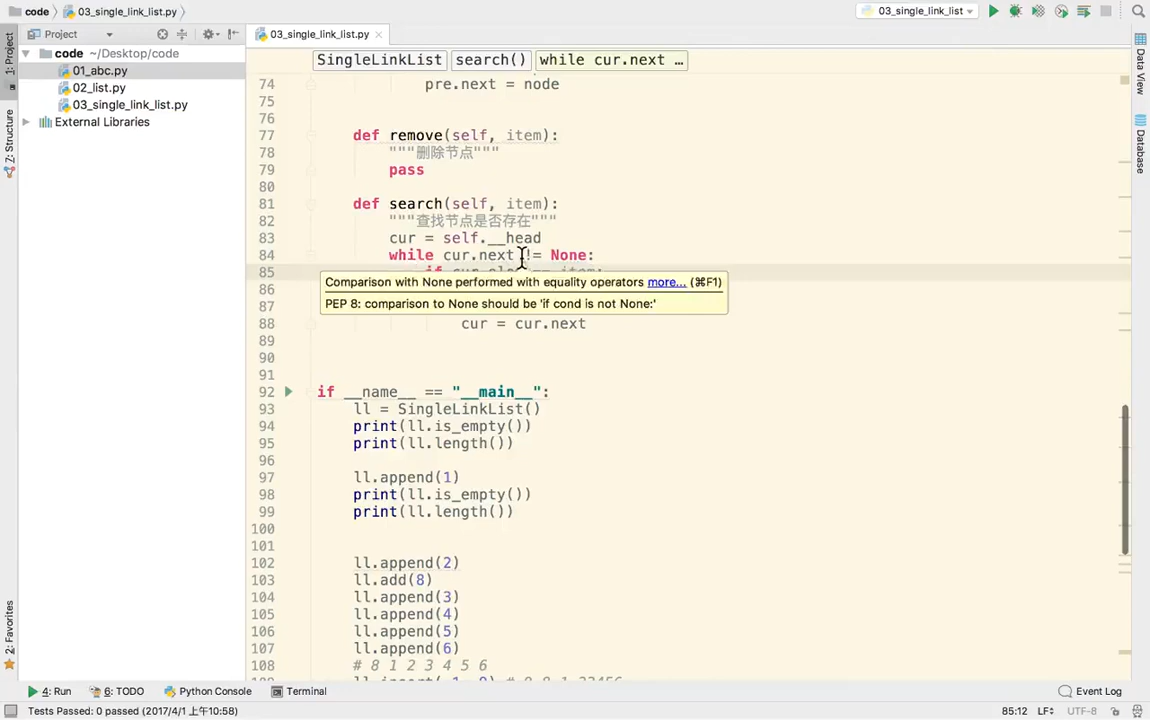 code 03_single_link_list.py 03_single_link_list
Project 03_single_link_list.py
1: Project
Z: Structure
2: Favorites
code ~/Desktop/code
01_abc.py
02_list.py
03_single_link_list.py
External Libraries
SingleLinkList search() while cur.next …
74 pre.next = node
75
76
77 def remove(self, item):
78 """删除节点"""
79 pass
80
81 def search(self, item):
82 """查找节点是否存在"""
83 cur = self.__head
84 while cur.next != None:
85 if cur.elem == item:
Comparison with None performed with equality operators more... (⌘F1)
PEP 8: comparison to None should be 'if cond is not None:'
86
87
88 cur = cur.next
89
90
91
92 if __name__ == "__main__":
93 ll = SingleLinkList()
94 print(ll.is_empty())
95 print(ll.length())
96
97 ll.append(1)
98 print(ll.is_empty())
99 print(ll.length())
100
101
102 ll.append(2)
103 ll.add(8)
104 ll.append(3)
105 ll.append(4)
106 ll.append(5)
107 ll.append(6)
108 # 8 1 2 3 4 5 6
Data View
Database
4: Run 6: TODO Python Console Terminal Event Log
Tests Passed: 0 passed (2017/4/1 上午10:58) 85:12 LF UTF-8